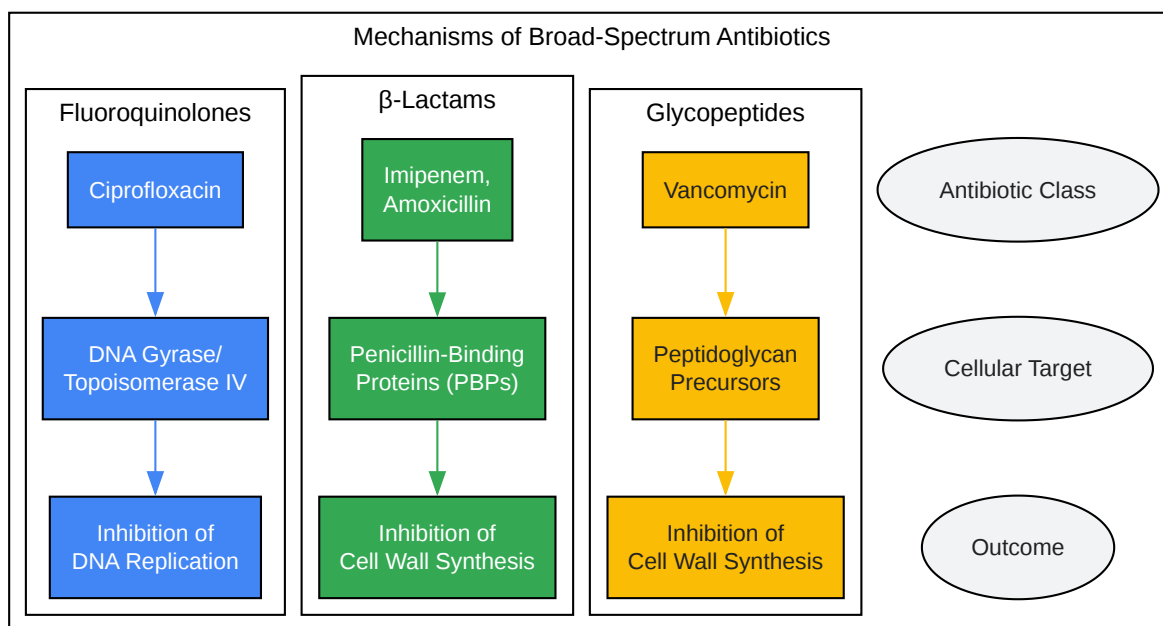 Mechanisms of Broad-Spectrum Antibiotics
Fluoroquinolones
β-Lactams
Glycopeptides
Ciprofloxacin
Imipenem,
Amoxicillin
Vancomycin
Antibiotic Class
DNA Gyrase/
Topoisomerase IV
Penicillin-Binding
Proteins (PBPs)
Peptidoglycan
Precursors
Cellular Target
Inhibition of
DNA Replication
Inhibition of
Cell Wall Synthesis
Inhibition of
Cell Wall Synthesis
Outcome